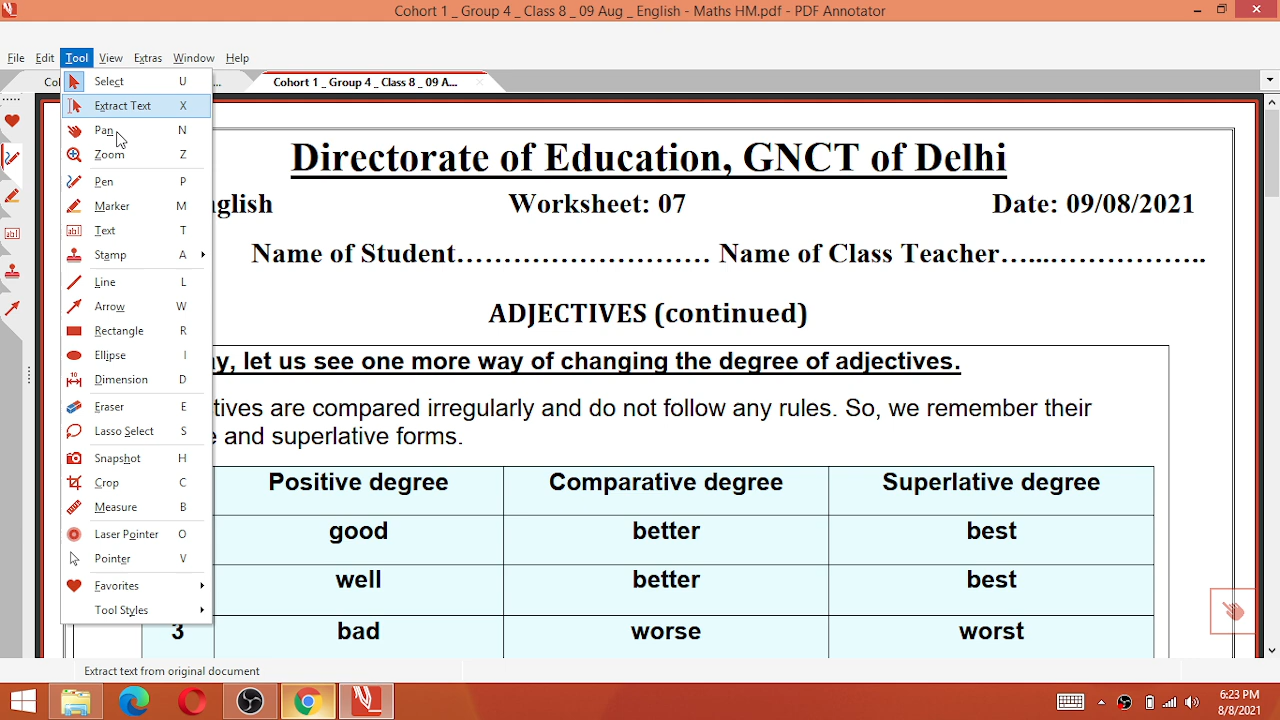 Cohort 1 _ Group 4 _ Class 8 _ 09 Aug _ English - Maths HM.pdf - PDF Annotator
File Edit Tool View Extras Window Help
Col ... Cohort 1 _ Group 4 _ Class 8 _ 09 A...
Select U
Extract Text X
Pan N
Zoom Z
Pen P
Marker M
Text T
Stamp A
Line L
Arrow W
Rectangle R
Ellipse I
Dimension D
Eraser E
Lasso Select S
Snapshot H
Crop C
Measure B
Laser Pointer O
Pointer V
Favorites
Tool Styles
Directorate of Education, GNCT of Delhi
glish Worksheet: 07 Date: 09/08/2021
Name of Student……………………… Name of Class Teacher…...……………..
ADJECTIVES (continued)
y, let us see one more way of changing the degree of adjectives.
tives are compared irregularly and do not follow any rules. So, we remember their
e and superlative forms.
Positive degree Comparative degree Superlative degree
good better best
well better best
3 bad worse worst
Extract text from original document
6:23 PM
8/8/2021